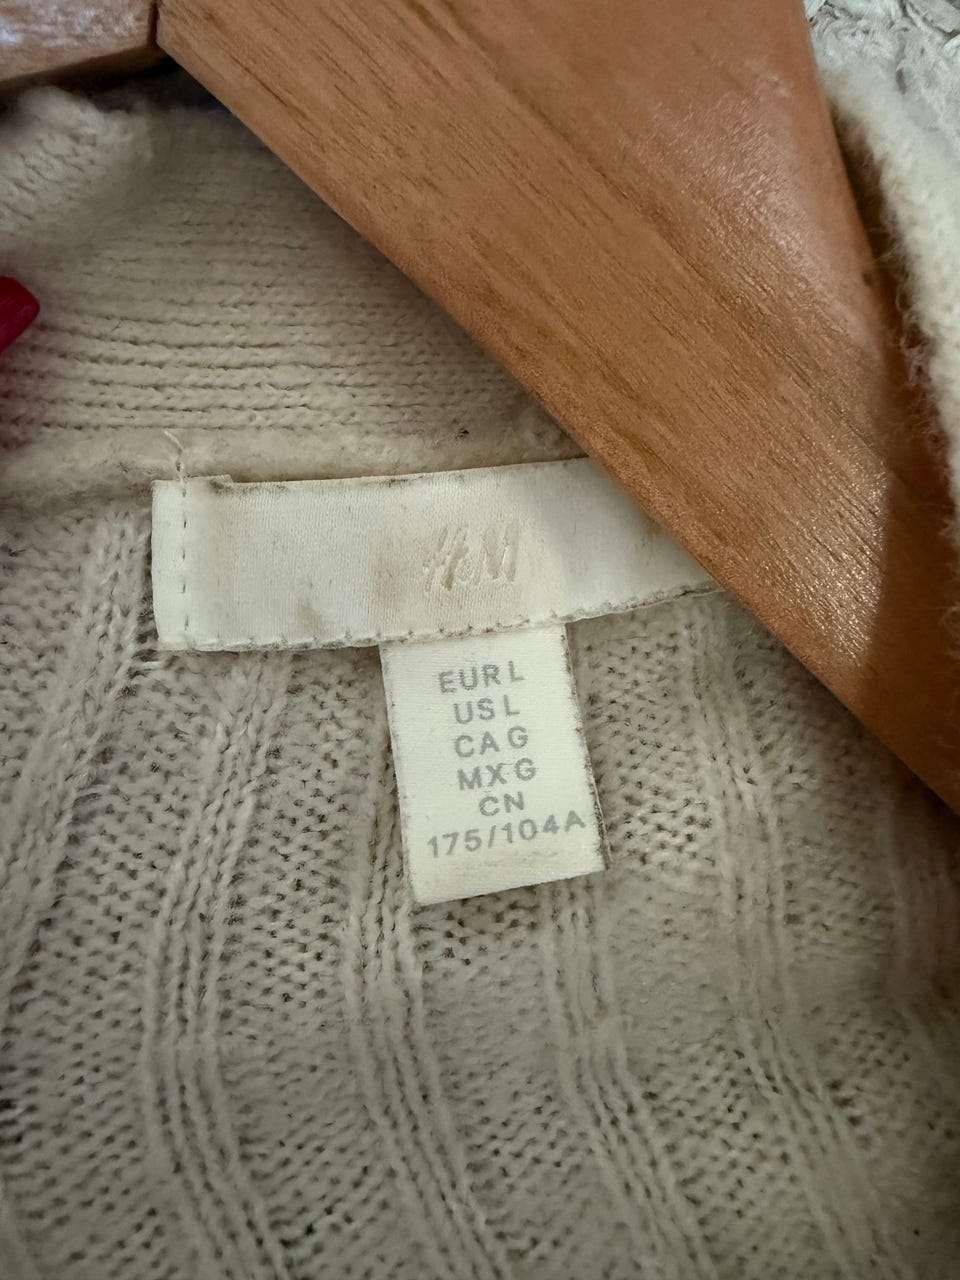 H&M
EUR L
US L
CA G
MX G
CN
175/104A